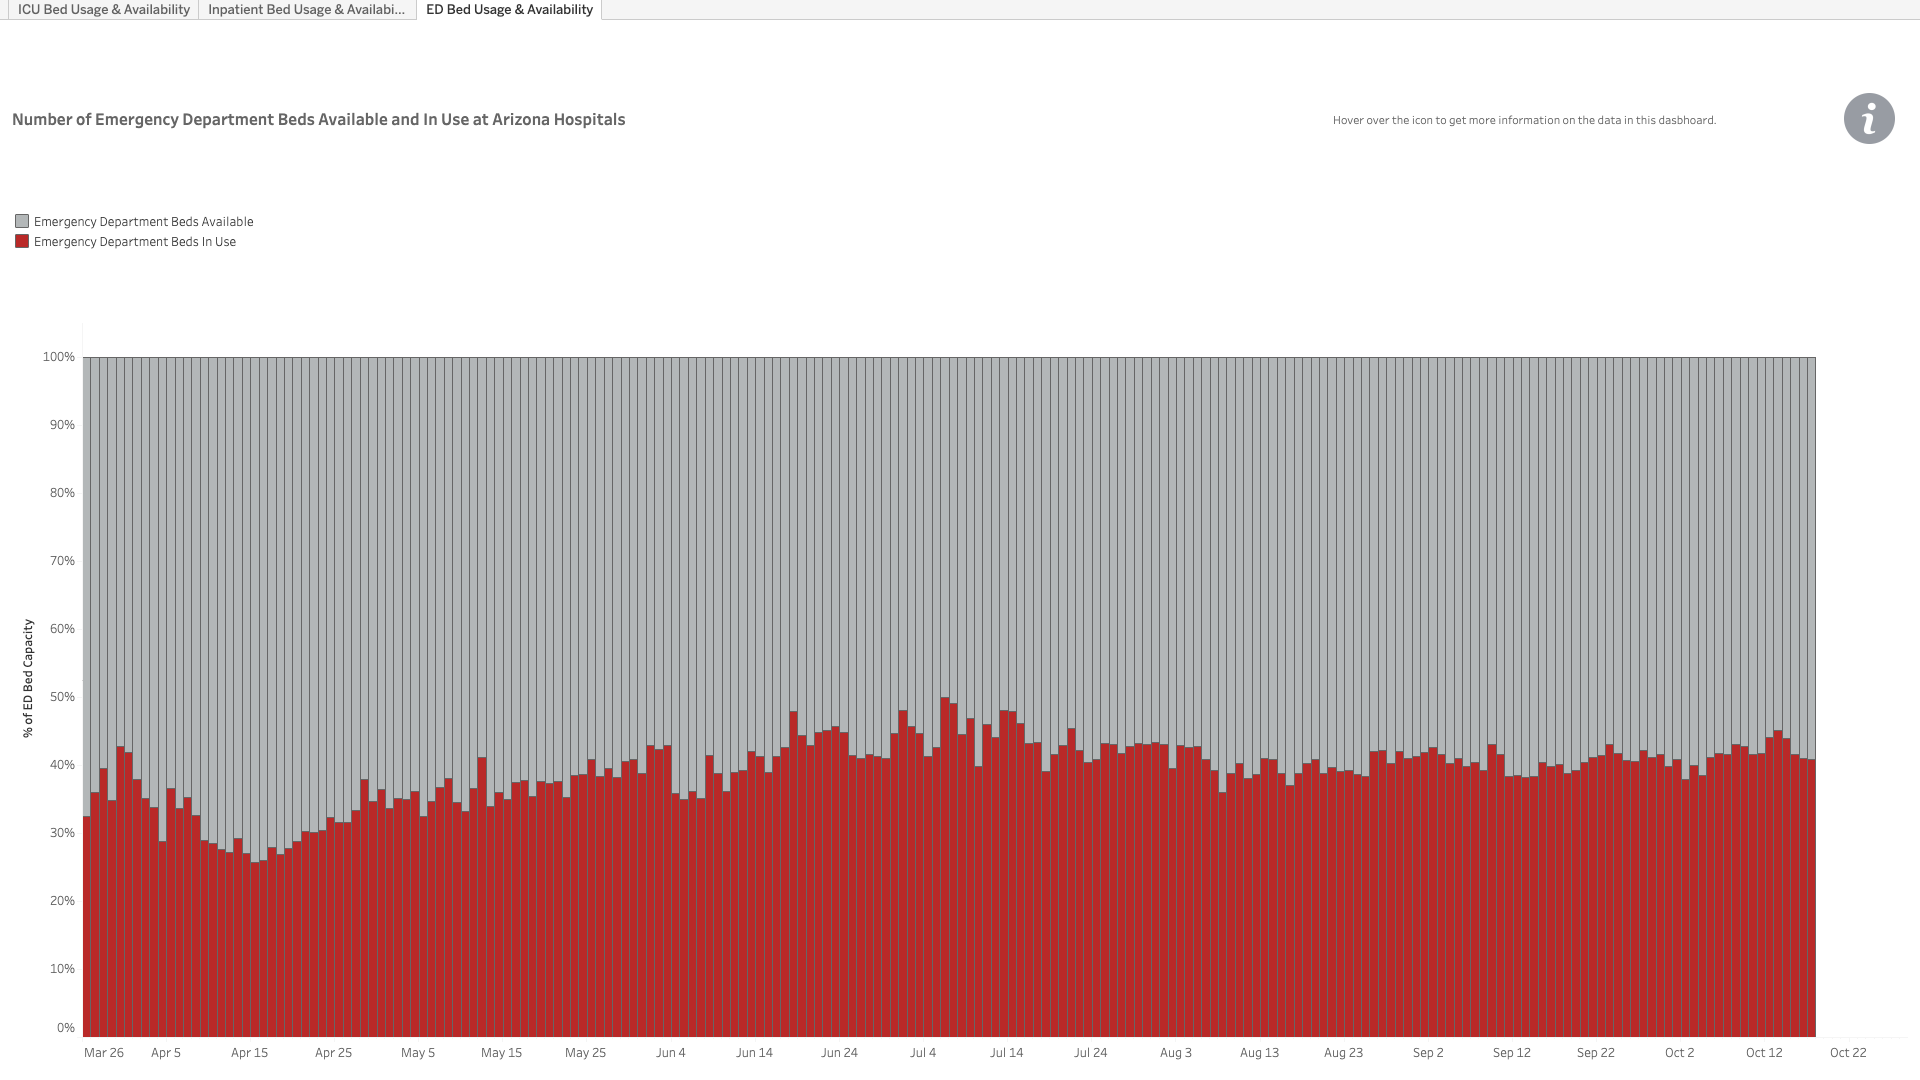 ICU Bed Usage & Availability
Inpatient Bed Usage & Availabi...
ED Bed Usage & Availability
Number of Emergency Department Beds Available and In Use at Arizona Hospitals
Hover over the icon to get more information on the data in this dasbhoard.
i
Emergency Department Beds Available
Emergency Department Beds In Use
% of ED Bed Capacity
100%
90%
80%
70%
60%
50%
40%
30%
20%
10%
0%
Mar 26 Apr 5 Apr 15 Apr 25 May 5 May 15 May 25 Jun 4 Jun 14 Jun 24 Jul 4 Jul 14 Jul 24 Aug 3 Aug 13 Aug 23 Sep 2 Sep 12 Sep 22 Oct 2 Oct 12 Oct 22